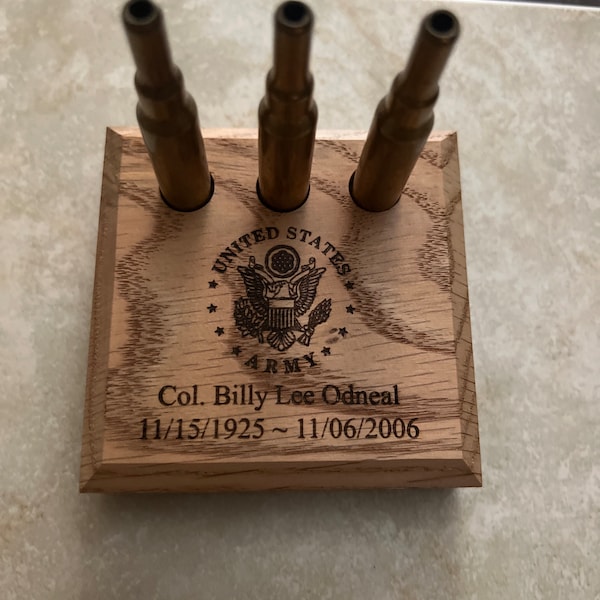 UNITED STATES
ARMY
Col. Billy Lee Odneal
11/15/1925 ~ 11/06/2006